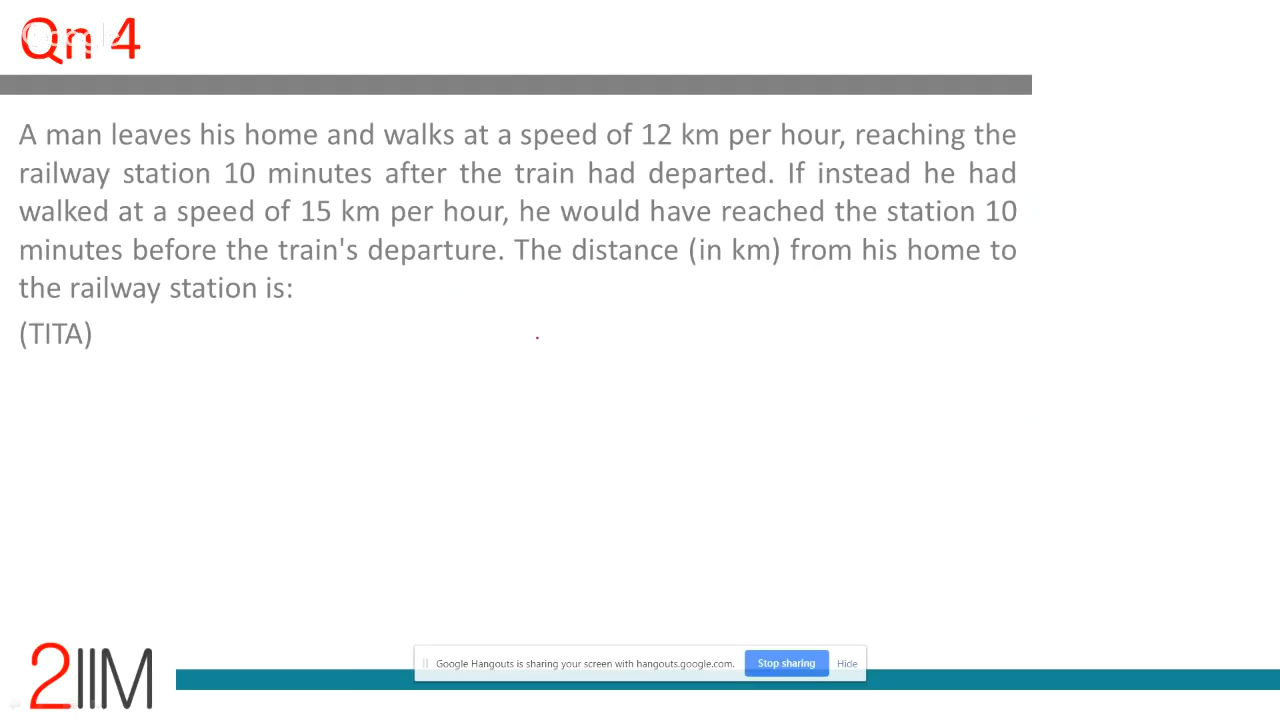 Qn 4
A man leaves his home and walks at a speed of 12 km per hour, reaching the
railway station 10 minutes after the train had departed. If instead he had
walked at a speed of 15 km per hour, he would have reached the station 10
minutes before the train's departure. The distance (in km) from his home to
the railway station is:
(TITA)
2IIM
Google Hangouts is sharing your screen with hangouts.google.com. Stop sharing Hide